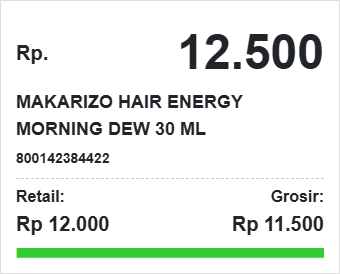 Rp. 12.500
MAKARIZO HAIR ENERGY
MORNING DEW 30 ML
800142384422
Retail: Grosir:
Rp 12.000 Rp 11.500